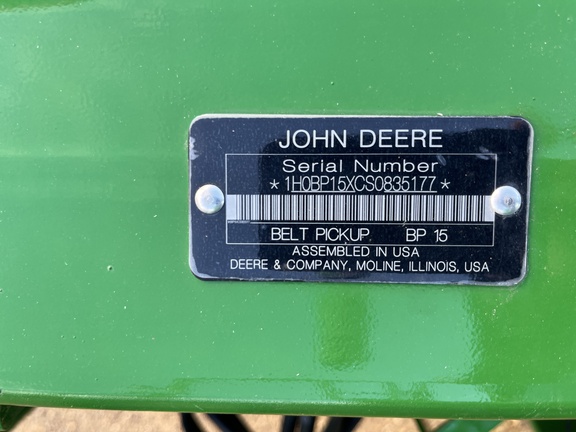 JOHN DEERE
Serial Number
*1H0BP15XCS0835177*
BELT PICKUP BP 15
ASSEMBLED IN USA
DEERE & COMPANY, MOLINE, ILLINOIS, USA